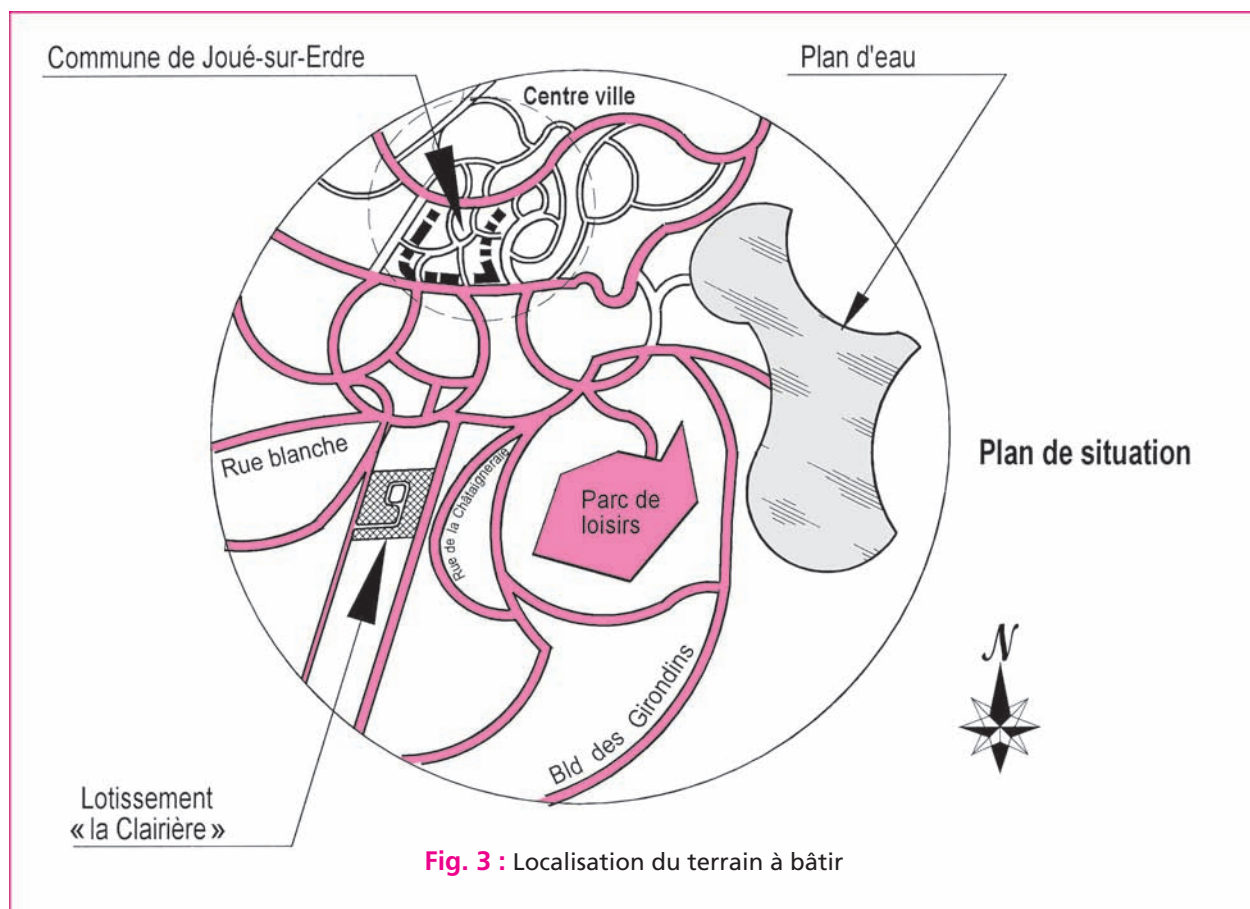 Commune de Joué-sur-Erdre
Plan d'eau
Centre ville
Rue blanche
Rue de la Châtaigneraie
Parc de
loisirs
Plan de situation
N
Bld des Girondins
Lotissement
« la Clairière »
Fig. 3 : Localisation du terrain à bâtir